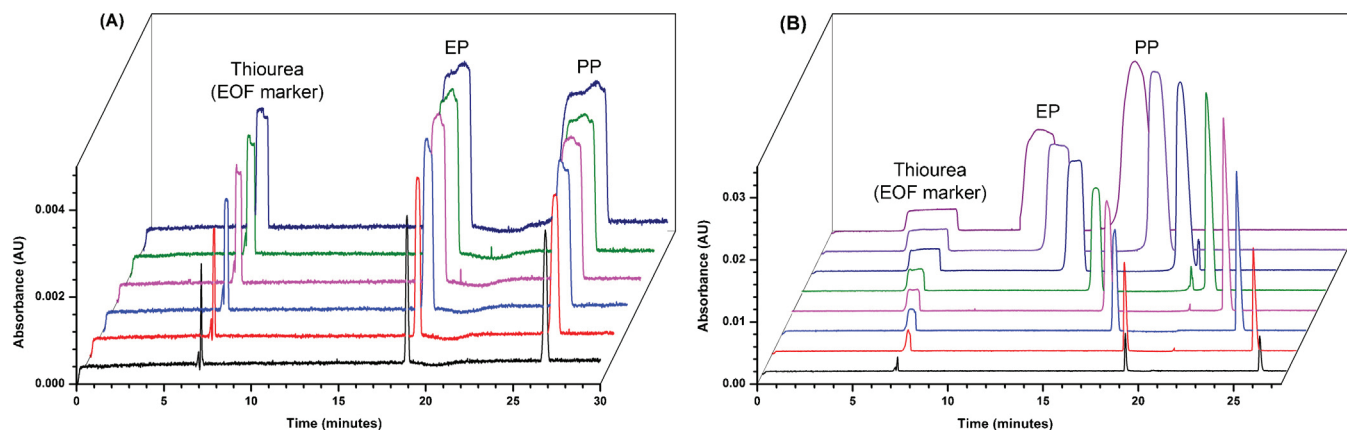 (A)
Thiourea
(EOF marker)
EP
PP
Absorbance (AU)
0.004
0.002
0.000
0 5 10 15 20 25 30
Time (minutes)
(B)
Thiourea
(EOF marker)
EP
PP
Absorbance (AU)
0.03
0.02
0.01
0.00
0 5 10 15 20 25
Time (minutes)